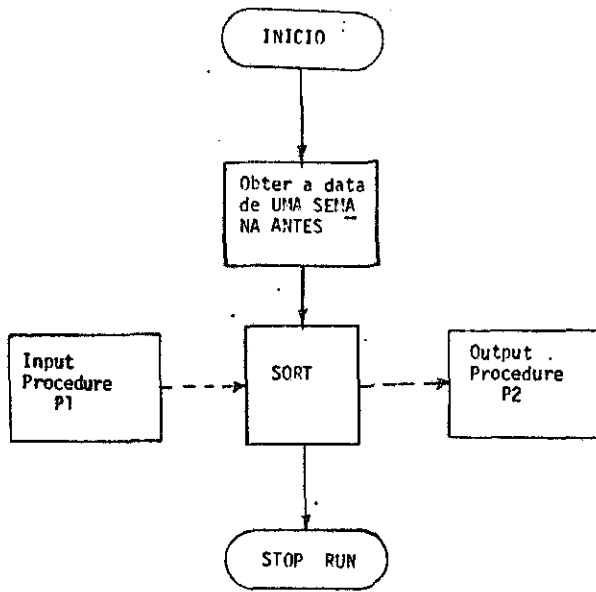 INICIO
Obter a data
de UMA SEMA
NA ANTES
Input
Procedure
P1
SORT
Output
Procedure
P2
STOP RUN